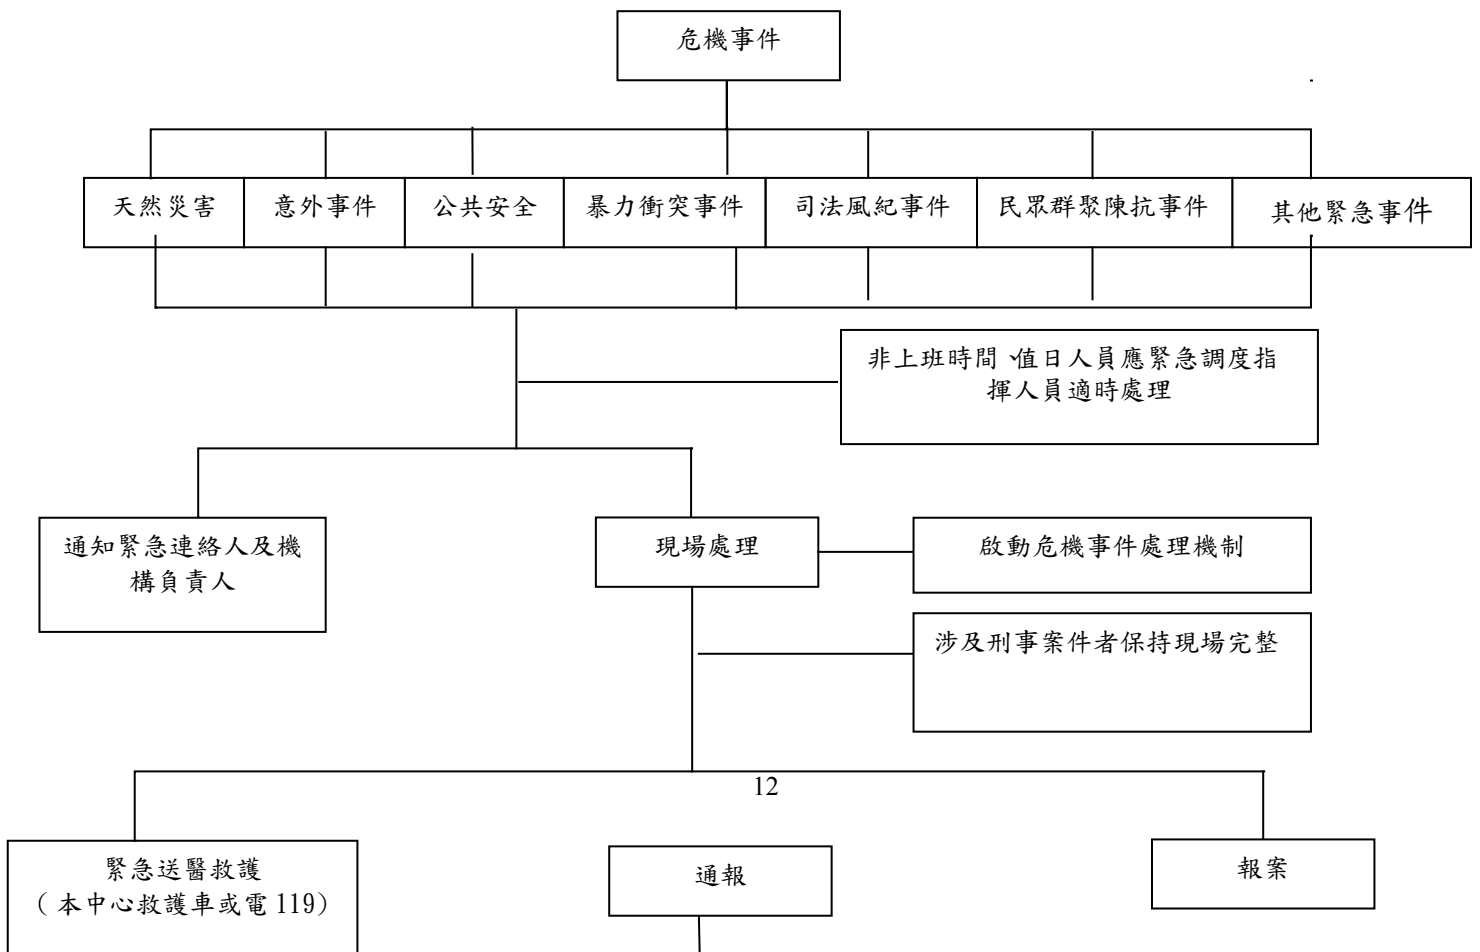 危機事件
天然災害
意外事件
公共安全
暴力衝突事件
司法風紀事件
民眾群聚陳抗事件
其他緊急事件
非上班時間、值日人員應緊急調度指
揮人員適時處理
通知緊急連絡人及機
構負責人
現場處理
啟動危機事件處理機制
涉及刑事案件者保持現場完整
12
緊急送醫救護
（本中心救護車或電 119）
通報
報案